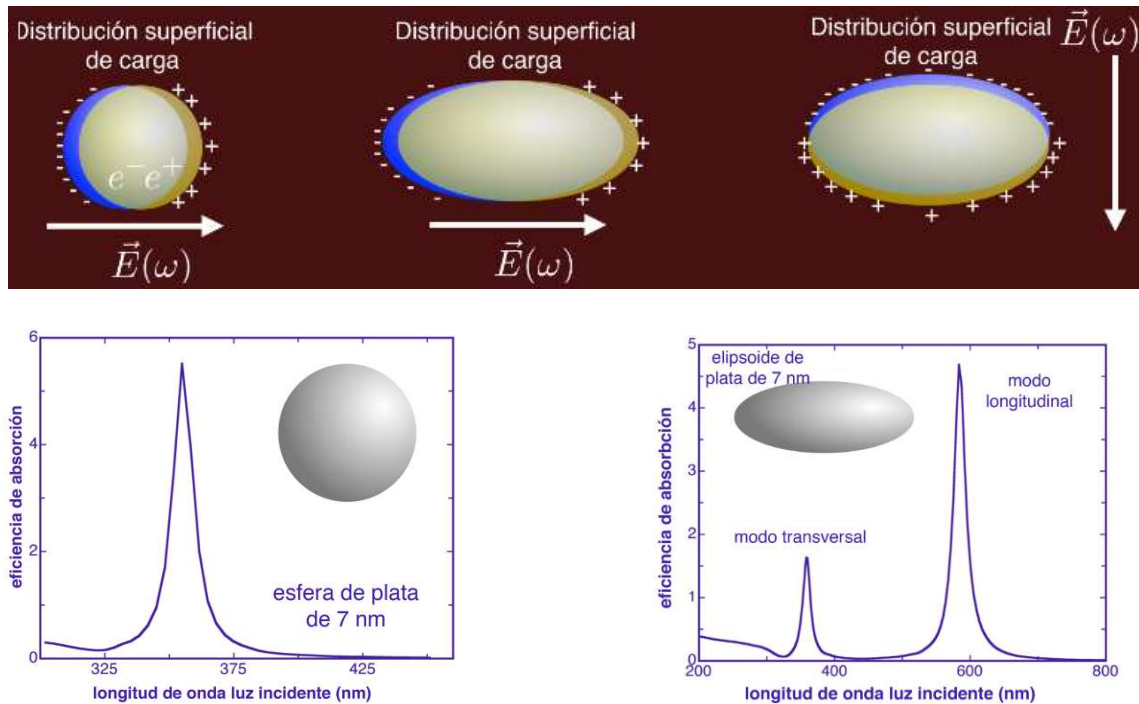 Distribución superficial
de carga
e⁻ e⁺
E⃗(ω)
Distribución superficial
de carga
E⃗(ω)
Distribución superficial
de carga
E⃗(ω)
6
4
2
0
325
375
425
eficiencia de absorción
esfera de plata
de 7 nm
longitud de onda luz incidente (nm)
5
4
3
2
1
0
200
400
600
800
eficiencia de absorbción
elipsoide de
plata de 7 nm
modo
longitudinal
modo transversal
longitud de onda luz incidente (nm)